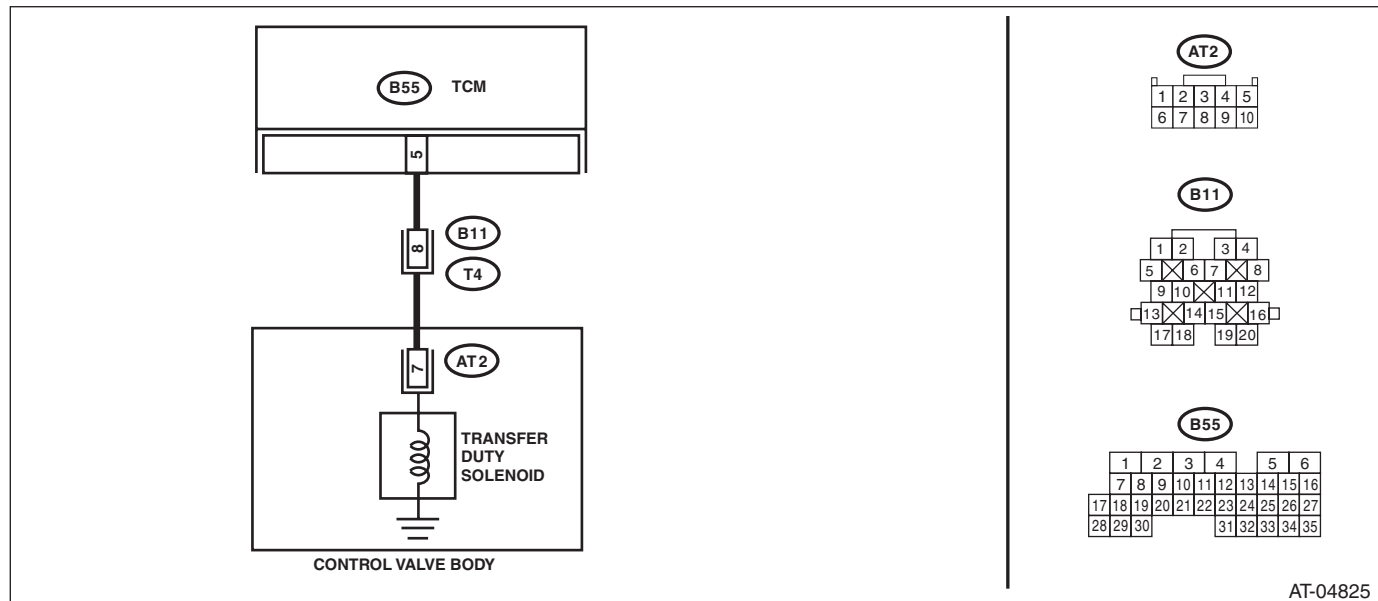 B55 TCM
5
8
B11
T4
7
AT2
TRANSFER
DUTY
SOLENOID
CONTROL VALVE BODY
AT2
1 2 3 4 5
6 7 8 9 10
B11
1 2 3 4
5 6 7 8
9 10 11 12
13 14 15 16
17 18 19 20
B55
1 2 3 4 5 6
7 8 9 10 11 12 13 14 15 16
17 18 19 20 21 22 23 24 25 26 27
28 29 30 31 32 33 34 35
AT-04825